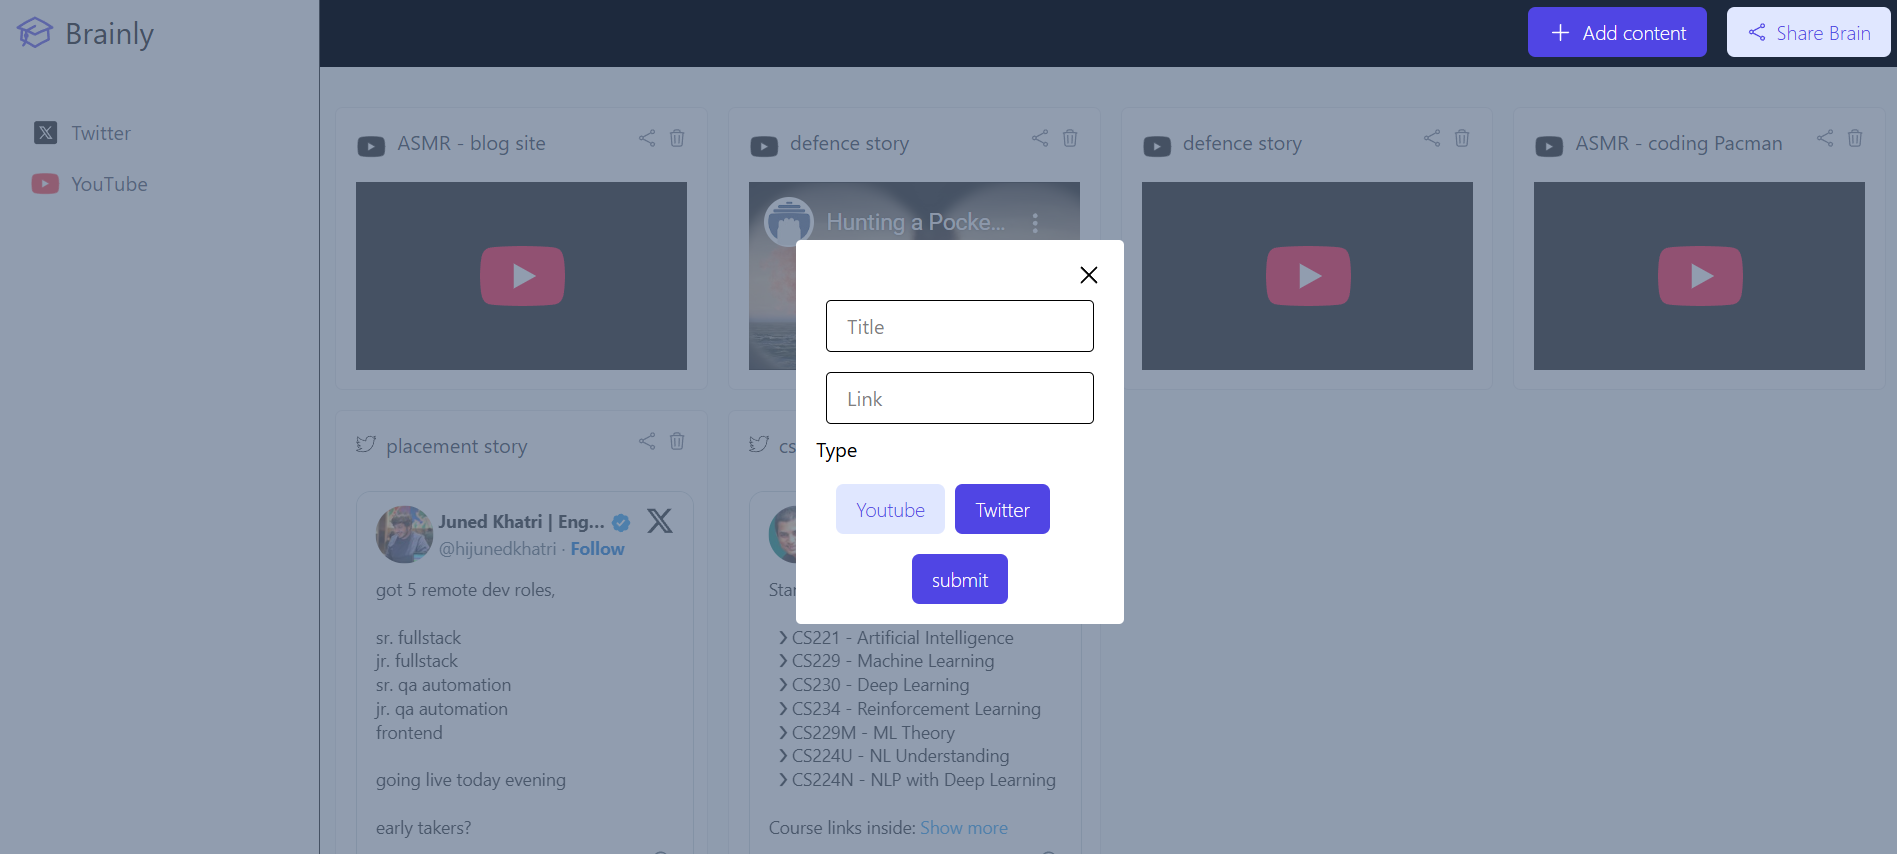 Brainly
Add content
Share Brain
Twitter
YouTube
ASMR - blog site
defence story
defence story
ASMR - coding Pacman
Hunting a Pocke...
Title
Link
Type
Youtube
Twitter
submit
placement story
Juned Khatri | Eng...
@hijunedkhatri · Follow
got 5 remote dev roles,
sr. fullstack
jr. fullstack
sr. qa automation
jr. qa automation
frontend
going live today evening
early takers?
cs
Star
❯ CS221 - Artificial Intelligence
❯ CS229 - Machine Learning
❯ CS230 - Deep Learning
❯ CS234 - Reinforcement Learning
❯ CS229M - ML Theory
❯ CS224U - NL Understanding
❯ CS224N - NLP with Deep Learning
Course links inside: Show more